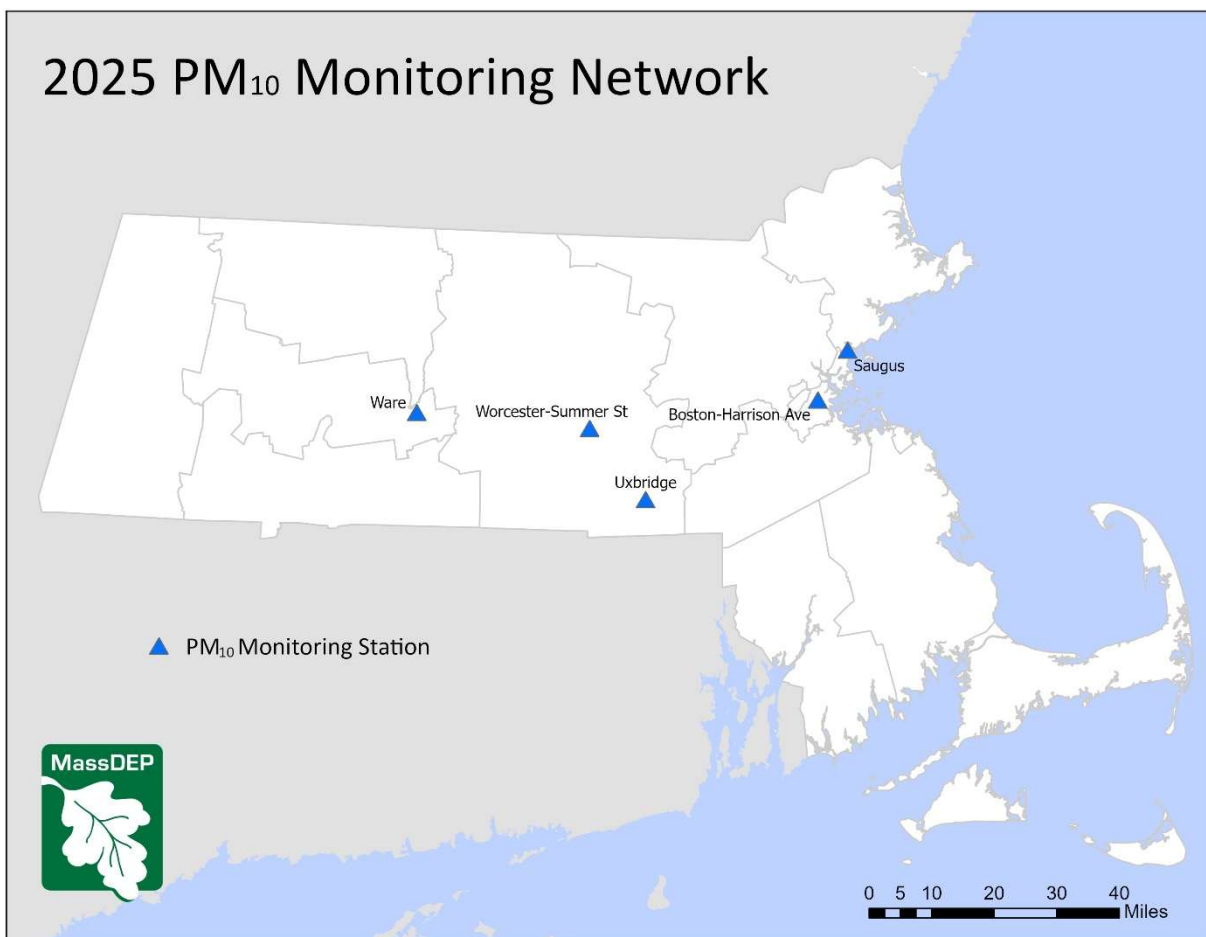 2025 PM₁₀ Monitoring Network
Saugus
Ware
Worcester-Summer St
Boston-Harrison Ave
Uxbridge
PM₁₀ Monitoring Station
MassDEP
0 5 10 20 30 40
Miles